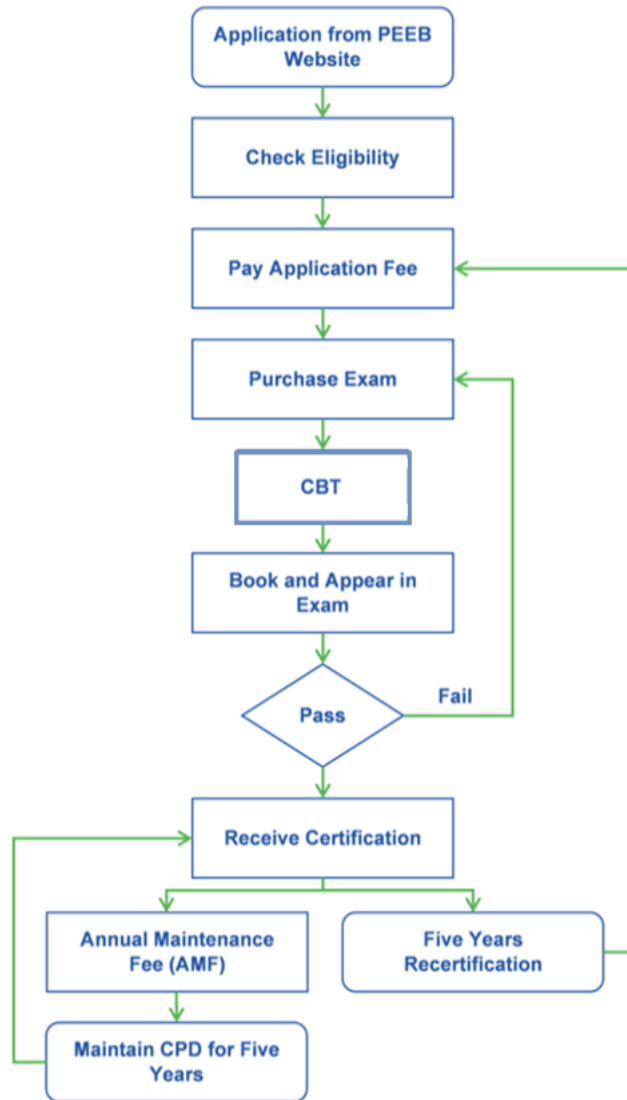 Application from PEEB
Website
Check Eligibility
Pay Application Fee
Purchase Exam
CBT
Book and Appear in
Exam
Pass
Fail
Receive Certification
Annual Maintenance
Fee (AMF)
Five Years
Recertification
Maintain CPD for Five
Years